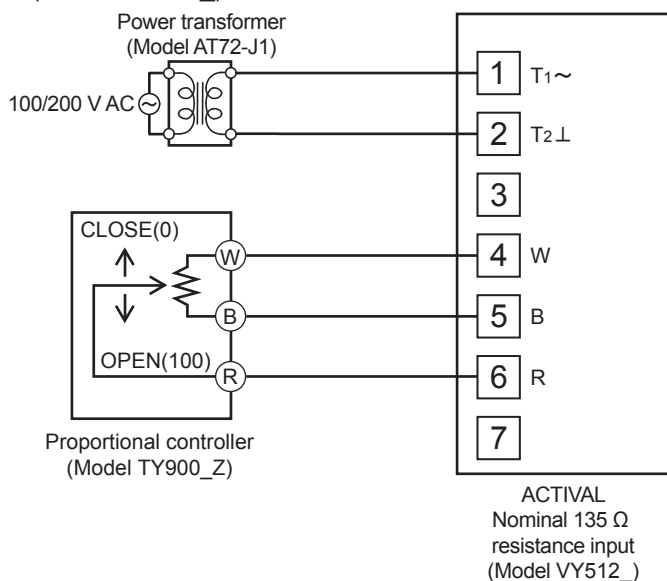 Power transformer
(Model AT72-J1)
100/200 V AC
1 T1~
2 T2⊥
3
CLOSE(0)
W
4 W
B
5 B
OPEN(100)
R
6 R
7
Proportional controller
(Model TY900_Z)
ACTIVAL
Nominal 135 Ω
resistance input
(Model VY512_)